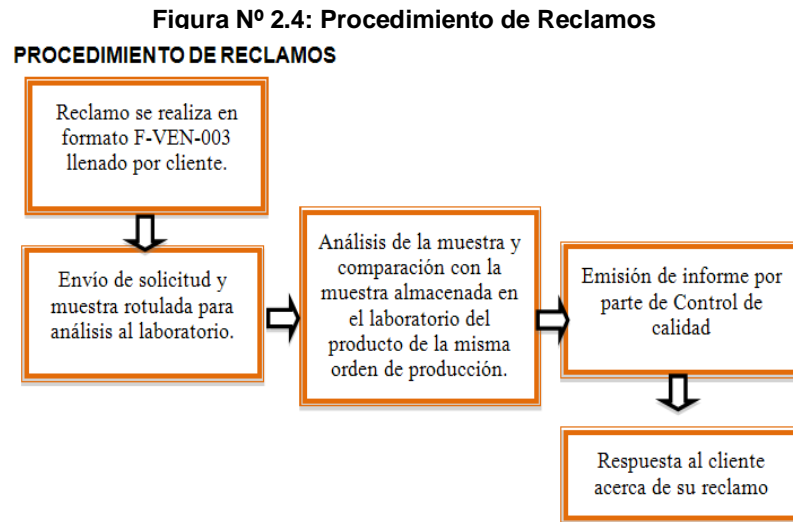 Figura Nº 2.4: Procedimiento de Reclamos
PROCEDIMIENTO DE RECLAMOS
Reclamo se realiza en
formato F-VEN-003
llenado por cliente.
Envío de solicitud y
muestra rotulada para
análisis al laboratorio.
Análisis de la muestra y
comparación con la
muestra almacenada en
el laboratorio del
producto de la misma
orden de producción.
Emisión de informe por
parte de Control de
calidad
Respuesta al cliente
acerca de su reclamo